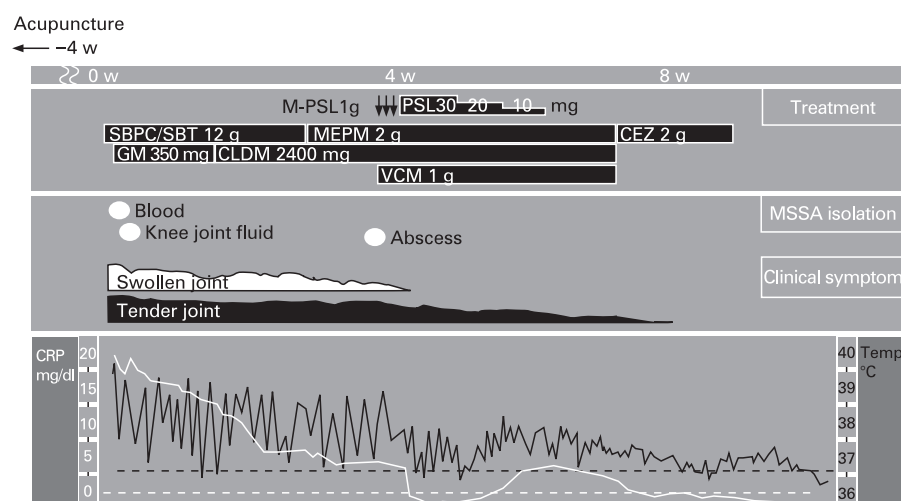 Acupuncture
−4 w
0 w 4 w 8 w
M-PSL1g PSL30 20 10 mg Treatment
SBPC/SBT 12 g MEPM 2 g CEZ 2 g
GM 350 mg CLDM 2400 mg
VCM 1 g
Blood MSSA isolation
Knee joint fluid Abscess
Swollen joint Clinical symptom
Tender joint
CRP 20 40 Temp
mg/dl °C
15 39
10 38
5 37
0 36